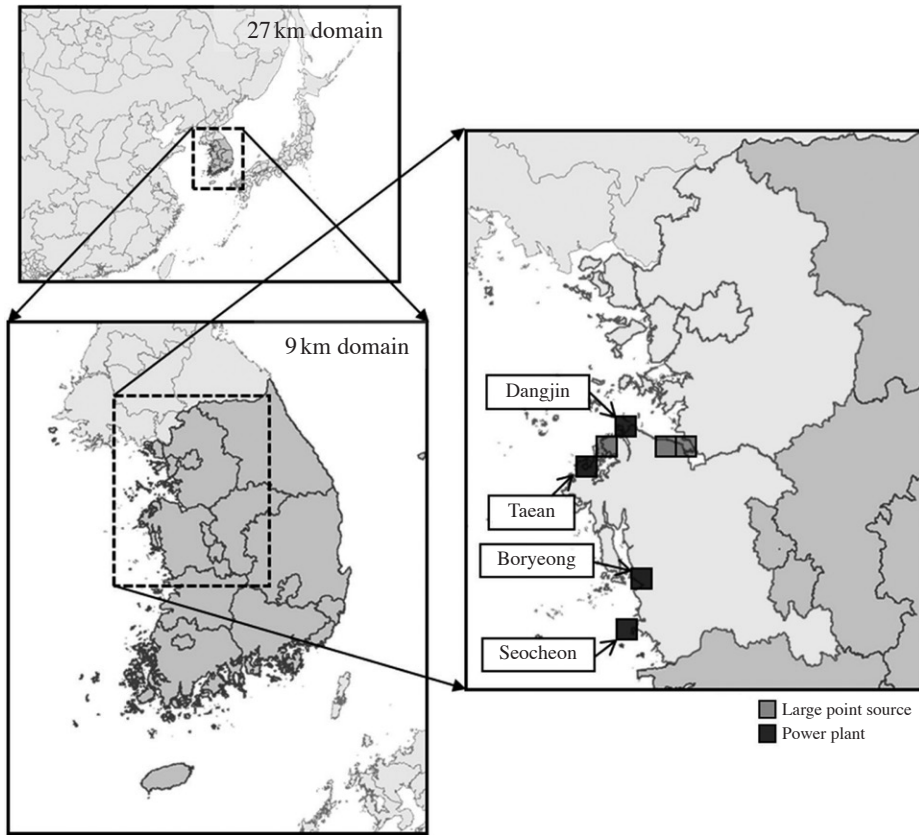 27 km domain
9 km domain
Dangjin
Taean
Boryeong
Seocheon
Large point source
Power plant